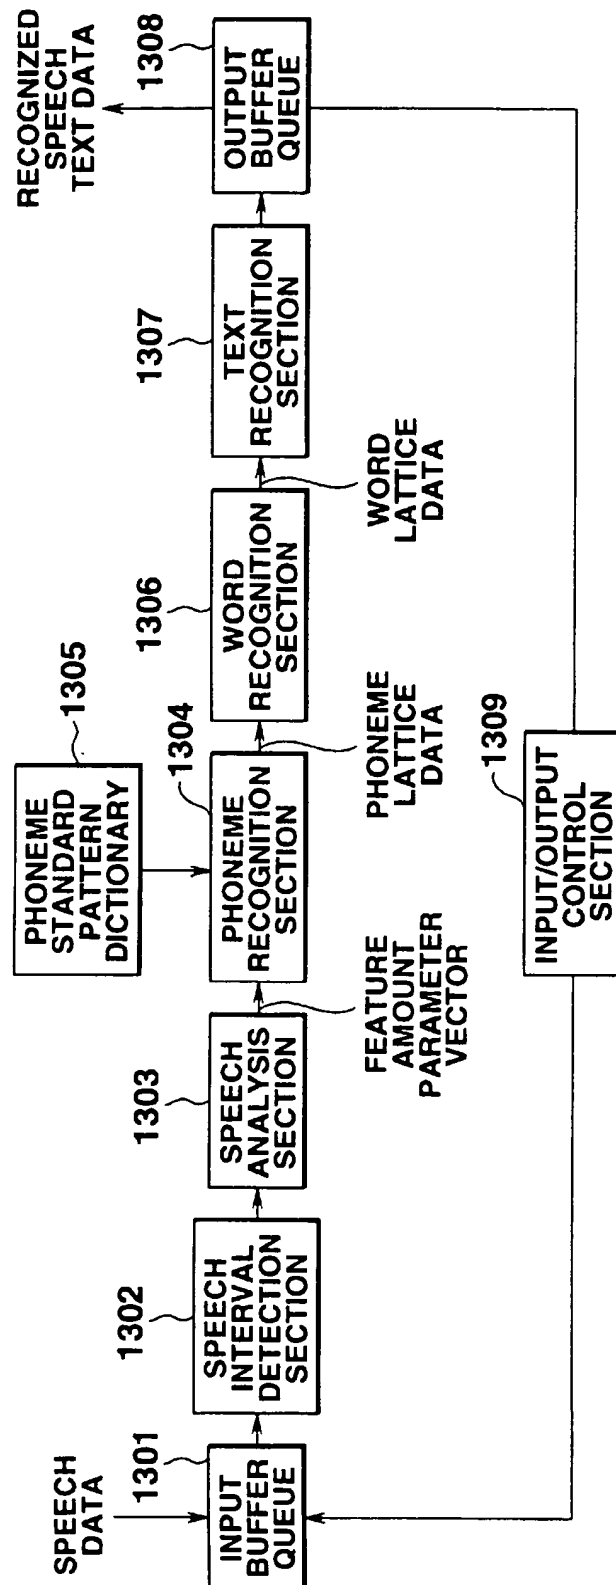 SPEECH
DATA
1301
INPUT
BUFFER
QUEUE
1302
SPEECH
INTERVAL
DETECTION
SECTION
1303
SPEECH
ANALYSIS
SECTION
FEATURE
AMOUNT
PARAMETER
VECTOR
PHONEME
STANDARD
PATTERN
DICTIONARY
1305
1304
PHONEME
RECOGNITION
SECTION
PHONEME
LATTICE
DATA
1306
WORD
RECOGNITION
SECTION
WORD
LATTICE
DATA
1307
TEXT
RECOGNITION
SECTION
RECOGNIZED
SPEECH
TEXT DATA
1308
OUTPUT
BUFFER
QUEUE
1309
INPUT/OUTPUT
CONTROL
SECTION